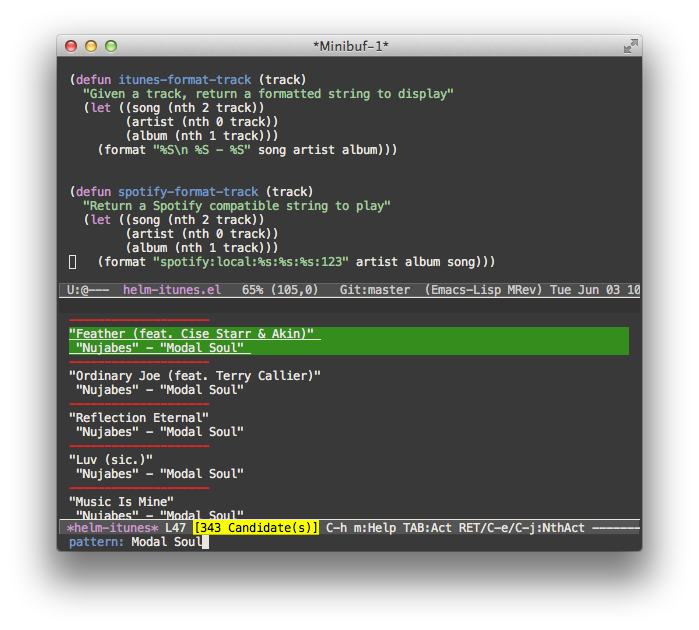 *Minibuf-1*
(defun itunes-format-track (track)
  "Given a track, return a formatted string to display"
  (let ((song (nth 2 track))
        (artist (nth 0 track))
        (album (nth 1 track)))
    (format "%S\n %S - %S" song artist album)))
(defun spotify-format-track (track)
  "Return a Spotify compatible string to play"
  (let ((song (nth 2 track))
        (artist (nth 0 track))
        (album (nth 1 track)))
    (format "spotify:local:%s:%s:%s:123" artist album song)))
U:@---  helm-itunes.el   65% (105,0)   Git:master  (Emacs-Lisp MRev) Tue Jun 03 10
--------------------
"Feather (feat. Cise Starr & Akin)"
 "Nujabes" - "Modal Soul"
--------------------
"Ordinary Joe (feat. Terry Callier)"
 "Nujabes" - "Modal Soul"
--------------------
"Reflection Eternal"
 "Nujabes" - "Modal Soul"
--------------------
"Luv (sic.)"
 "Nujabes" - "Modal Soul"
--------------------
"Music Is Mine"
 "Nujabes" - "Modal Soul"
*helm-itunes* L47 [343 Candidate(s)] C-h m:Help TAB:Act RET/C-e/C-j:NthAct -------
pattern: Modal Soul